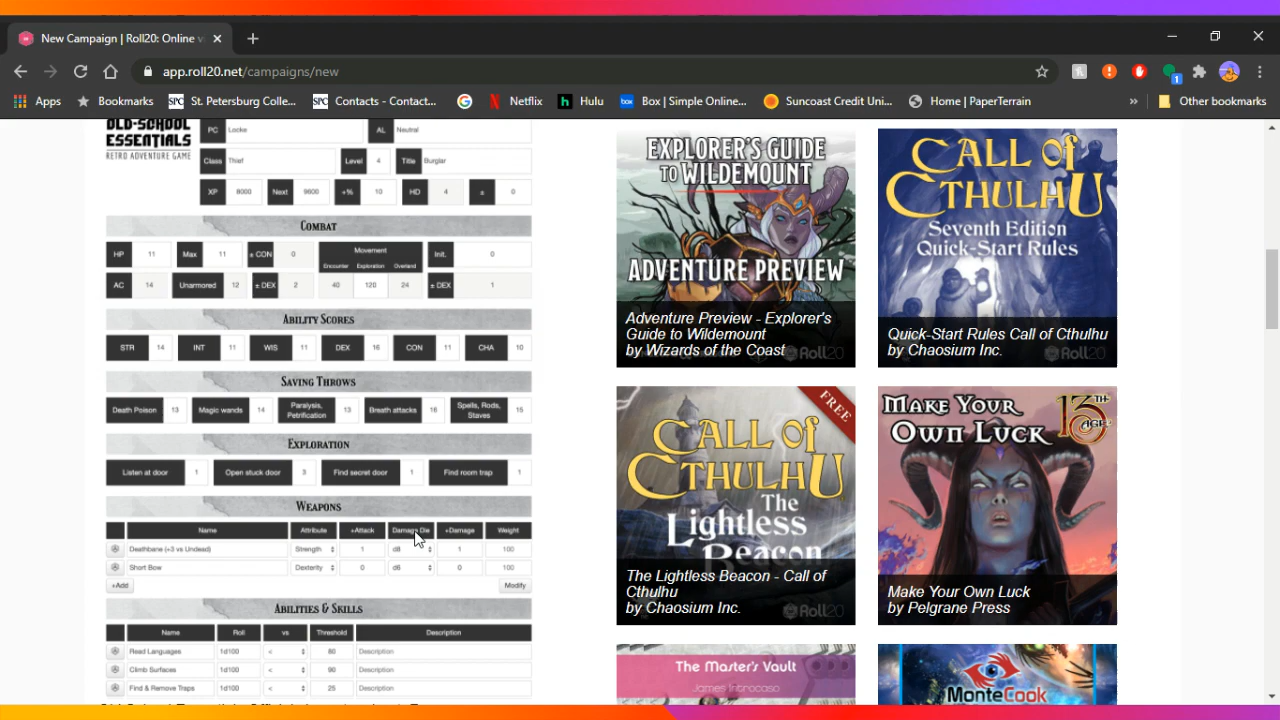 New Campaign | Roll20: Online v
app.roll20.net/campaigns/new
Apps
Bookmarks
SPC St. Petersburg Colle...
SPC Contacts - Contact...
Netflix
h Hulu
box Box | Simple Online...
Suncoast Credit Uni...
Home | PaperTerrain
»
Other bookmarks
1
OLD-SCHOOL
ESSENTIALS
RETRO ADVENTURE GAME
PC Locke AL Neutral
Class Thief Level 4 Title Burglar
XP 8000 Next 9600 +% 10 HD 4 ± 0
COMBAT
HP 11 Max 11 ± CON 0 Movement Init. 0
Encounter Exploration Overland
AC 14 Unarmored 12 ± DEX 2 40 120 24 ± DEX 1
ABILITY SCORES
STR 14 INT 11 WIS 11 DEX 16 CON 11 CHA 10
SAVING THROWS
Death Poison 13 Magic wands 14 Paralysis, Petrification 13 Breath attacks 16 Spells, Rods, Staves 15
EXPLORATION
Listen at door 1 Open stuck door 3 Find secret door 1 Find room trap 1
WEAPONS
Name Attribute +Attack Damage Die +Damage Weight
Deathbane (+3 vs Undead) Strength 1 d8 1 100
Short Bow Dexterity 0 d6 0 100
+Add Modify
ABILITIES & SKILLS
Name Roll vs Threshold Description
Read Languages 1d100 < 80 Description
Climb Surfaces 1d100 < 90 Description
Find & Remove Traps 1d100 < 25 Description
EXPLORER'S GUIDE
TO WILDEMOUNT
ADVENTURE PREVIEW
Adventure Preview - Explorer's
Guide to Wildemount
by Wizards of the Coast
Roll20
CALL of
CTHULHU
Seventh Edition
Quick-Start Rules
Quick-Start Rules Call of Cthulhu
by Chaosium Inc.
Roll20
FREE
CALL of
CTHULHU
The
Lightless
Beacon
The Lightless Beacon - Call of
Cthulhu
by Chaosium Inc.
Roll20
MAKE YOUR
OWN LUCK
13TH
AGE
Make Your Own Luck
by Pelgrane Press
The Master's Vault
James Introcaso
MONTECOOK